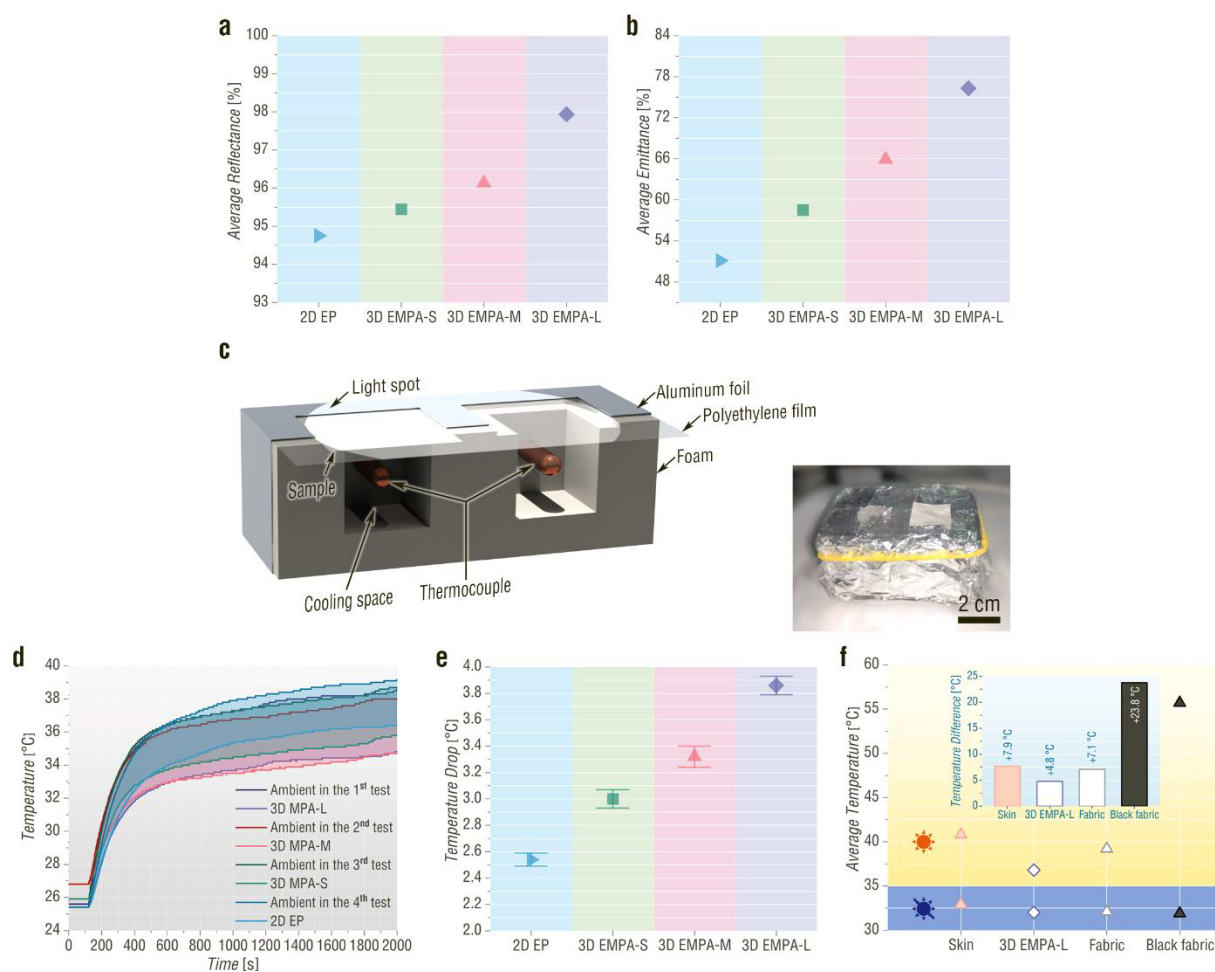 a
100
99
98
97
96
95
94
93
Average Reflectance [%]
2D EP
3D EMPA-S
3D EMPA-M
3D EMPA-L
b
84
78
72
66
60
54
48
Average Emittance [%]
2D EP
3D EMPA-S
3D EMPA-M
3D EMPA-L
c
Light spot
Aluminum foil
Polyethylene film
Foam
Sample
Cooling space
Thermocouple
2 cm
d
40
38
36
34
32
30
28
26
24
Temperature [°C]
Ambient in the 1st test
3D MPA-L
Ambient in the 2nd test
3D MPA-M
Ambient in the 3rd test
3D MPA-S
Ambient in the 4th test
2D EP
0 200 400 600 800 1000 1200 1400 1600 1800 2000
Time [s]
e
4.0
3.8
3.6
3.4
3.2
3.0
2.8
2.6
2.4
2.2
2.0
Temperature Drop [°C]
2D EP
3D EMPA-S
3D EMPA-M
3D EMPA-L
f
60
55
50
45
40
35
30
Average Temperature [°C]
25
20
15
10
5
0
Temperature Difference [°C]
+7.9 °C
+4.8 °C
+7.1 °C
+23.8 °C
Skin
3D EMPA-L
Fabric
Black fabric
Skin
3D EMPA-L
Fabric
Black fabric